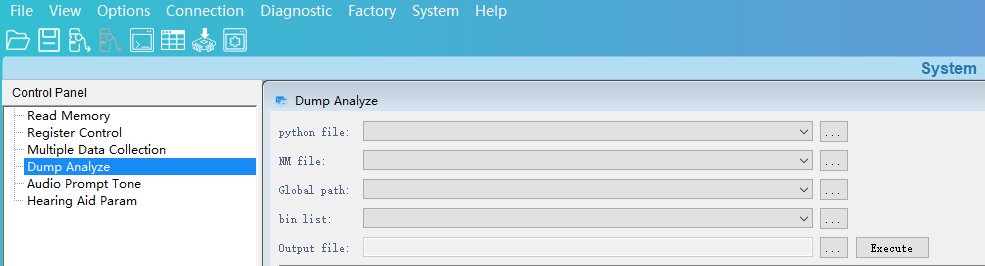 File View Options Connection Diagnostic Factory System Help
System
Control Panel
Read Memory
Register Control
Multiple Data Collection
Dump Analyze
Audio Prompt Tone
Hearing Aid Param
Dump Analyze
python file: ...
NM file: ...
Global path: ...
bin list: ...
Output file: ... Execute